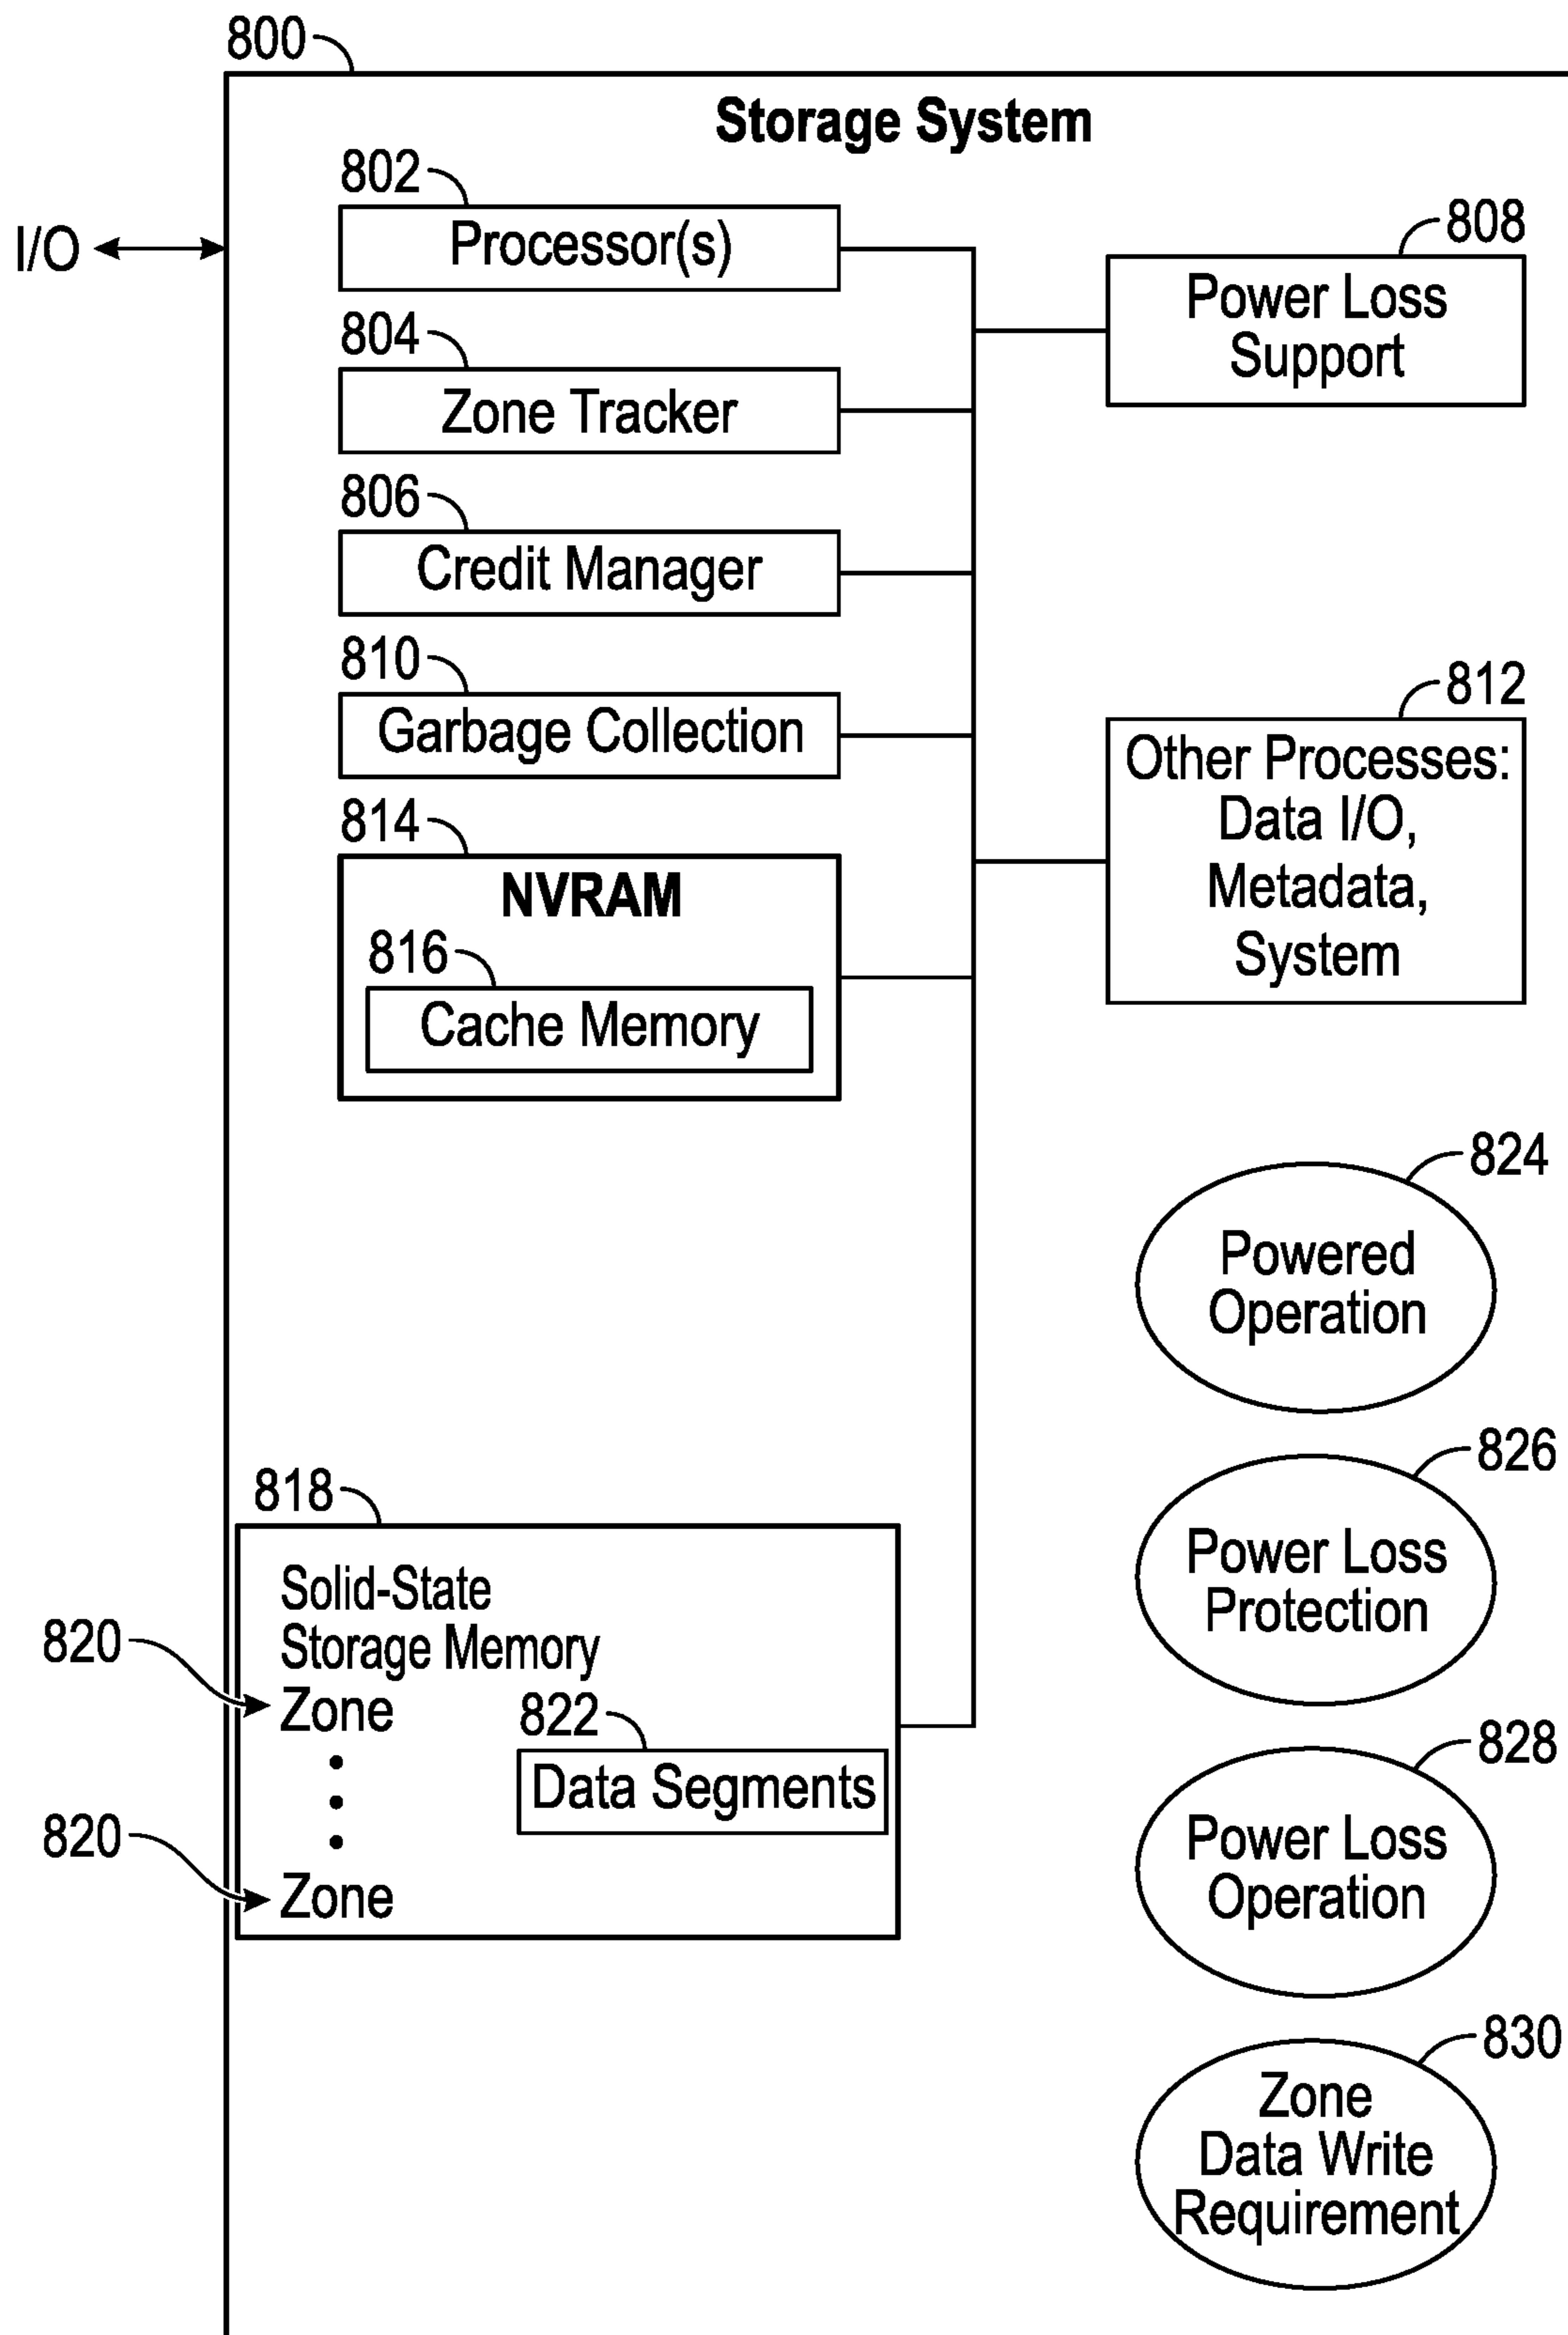 800
Storage System
802
I/O
Processor(s)
808
Power Loss
Support
804
Zone Tracker
806
Credit Manager
810
Garbage Collection
812
Other Processes:
Data I/O,
Metadata,
System
814
NVRAM
816
Cache Memory
824
Powered
Operation
826
Power Loss
Protection
818
Solid-State
Storage Memory
820
Zone
822
Data Segments
820
Zone
828
Power Loss
Operation
830
Zone
Data Write
Requirement